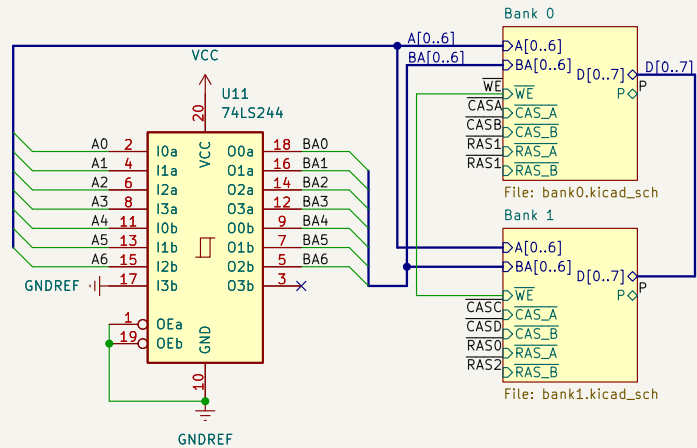 Bank 0
A[0..6]
A[0..6]
BA[0..6]
BA[0..6]
D[0..7]
D[0..7]
WE
WE
P
P
CASA
CAS_A
CASB
CAS_B
RAS1
RAS_A
RAS1
RAS_B
File: bank0.kicad_sch
VCC
U11
74LS244
20
VCC
A0 2 I0a O0a 18 BA0
A1 4 I1a O1a 16 BA1
A2 6 I2a O2a 14 BA2
A3 8 I3a O3a 12 BA3
A4 11 I0b O0b 9 BA4
A5 13 I1b O1b 7 BA5
A6 15 I2b O2b 5 BA6
GNDREF 17 I3b O3b 3
1 OEa
19 OEb
GND
10
GNDREF
Bank 1
A[0..6]
BA[0..6]
D[0..7]
WE
P
P
CASC
CAS_A
CASD
CAS_B
RAS0
RAS_A
RAS2
RAS_B
File: bank1.kicad_sch